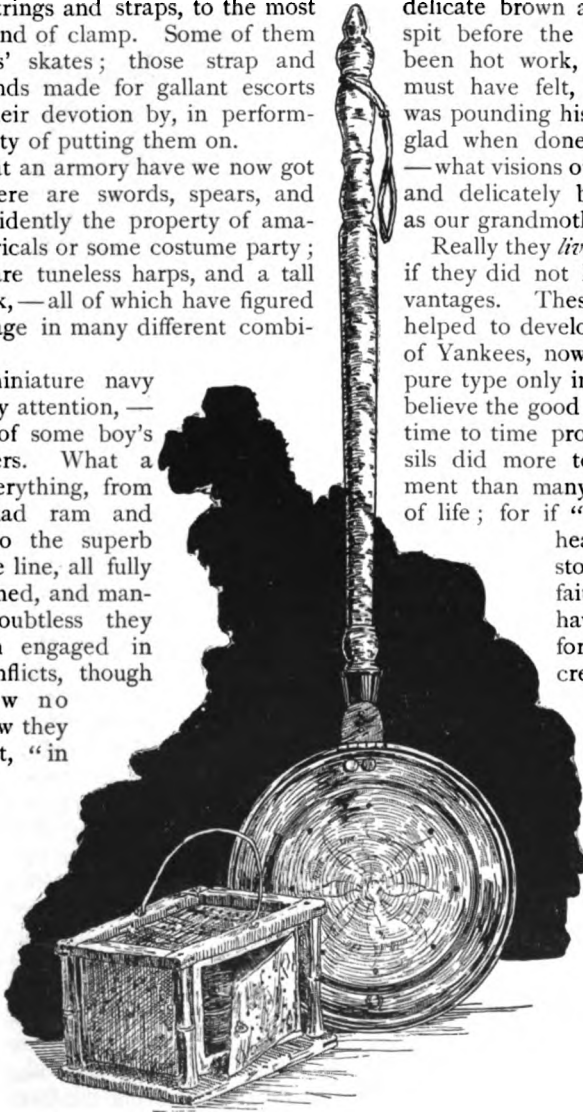 trings and straps, to the most
nd of clamp. Some of them
s' skates; those strap and
nds made for gallant escorts
eir devotion by, in perform-
ty of putting them on.
at an armory have we now got
ere are swords, spears, and
idently the property of ama-
ricals or some costume party;
are tuneless harps, and a tall
k,—all of which have figured
age in many different combi-
niniature navy
y attention,—
of some boy's
ers. What a
erything, from
ad ram and
o the superb
e line, all fully
ned, and man-
oubtless they
n engaged in
nflicts, though
w no
w they
t, “in
delicate brown a
spit before the
been hot work,
must have felt,
was pounding his
glad when done
—what visions o
and delicately b
as our grandmoth
Really they liv
if they did not
vantages. Thes
helped to develo
of Yankees, now
pure type only in
believe the good
time to time pro
sils did more to
ment than many
of life; for if “
hea
sto
fait
hav
for
cre